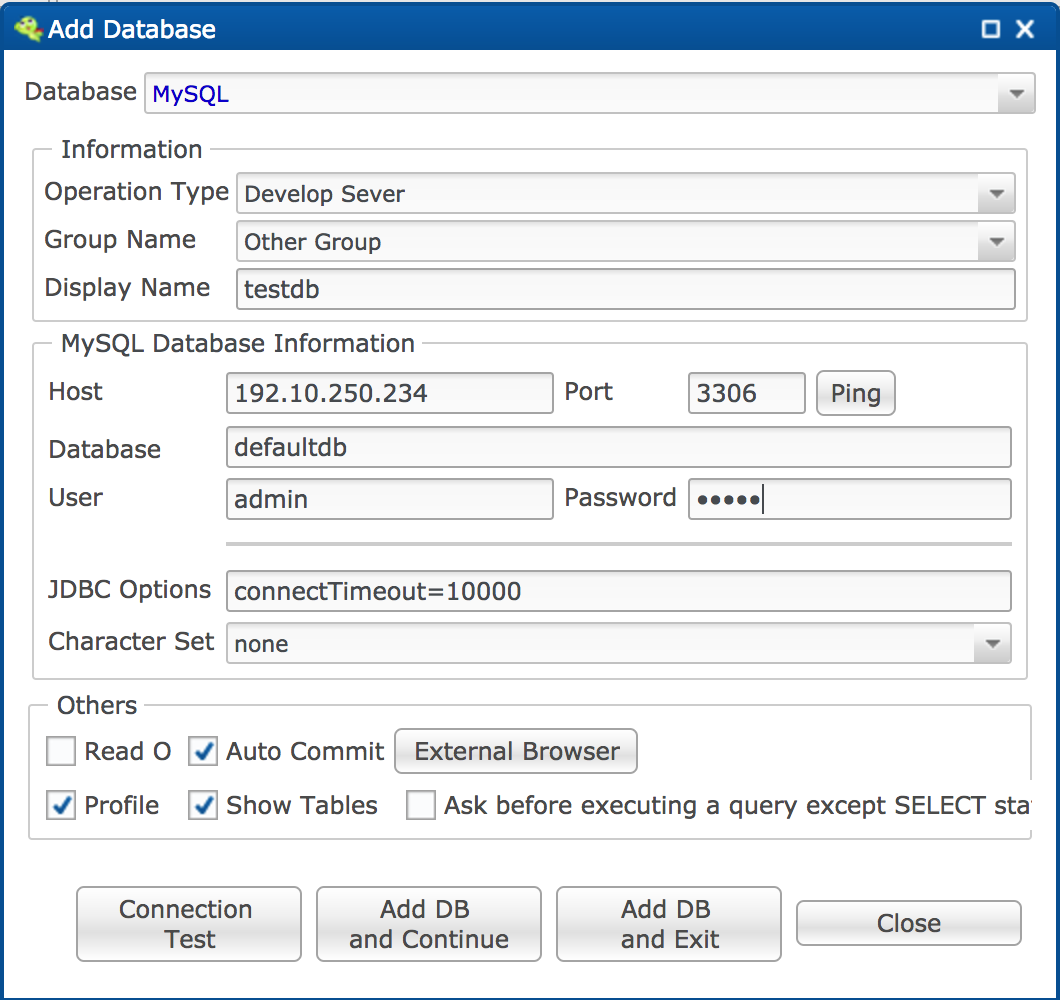 Add Database
Database MySQL
Information
Operation Type Develop Sever
Group Name Other Group
Display Name testdb
MySQL Database Information
Host 192.10.250.234 Port 3306 Ping
Database defaultdb
User admin Password •••••
JDBC Options connectTimeout=10000
Character Set none
Others
Read O Auto Commit External Browser
Profile Show Tables Ask before executing a query except SELECT sta
Connection
Test
Add DB
and Continue
Add DB
and Exit
Close